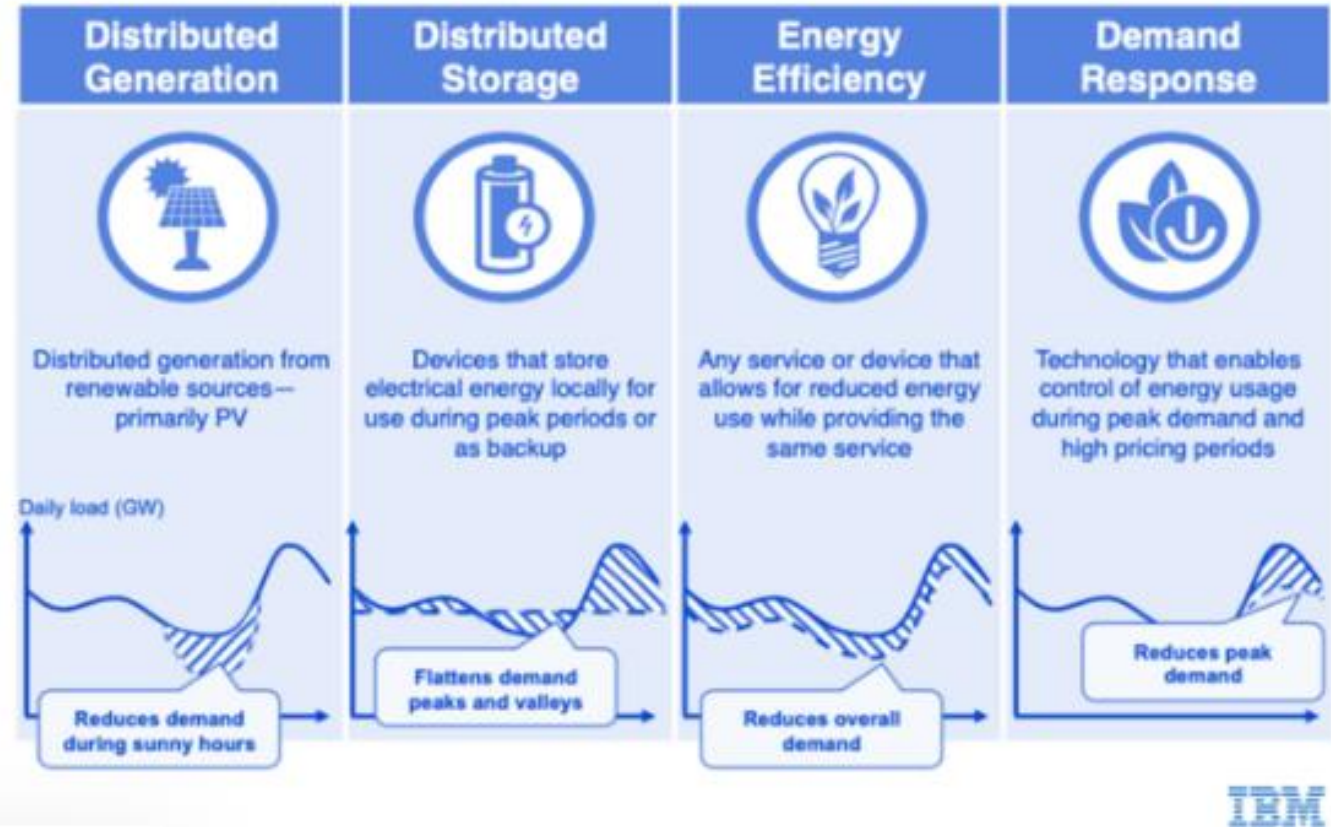 Distributed
Generation
Distributed
Storage
Energy
Efficiency
Demand
Response
Distributed generation from
renewable sources—
primarily PV
Devices that store
electrical energy locally for
use during peak periods or
as backup
Any service or device that
allows for reduced energy
use while providing the
same service
Technology that enables
control of energy usage
during peak demand and
high pricing periods
Daily load (GW)
Reduces demand
during sunny hours
Flattens demand
peaks and valleys
Reduces overall
demand
Reduces peak
demand
IBM